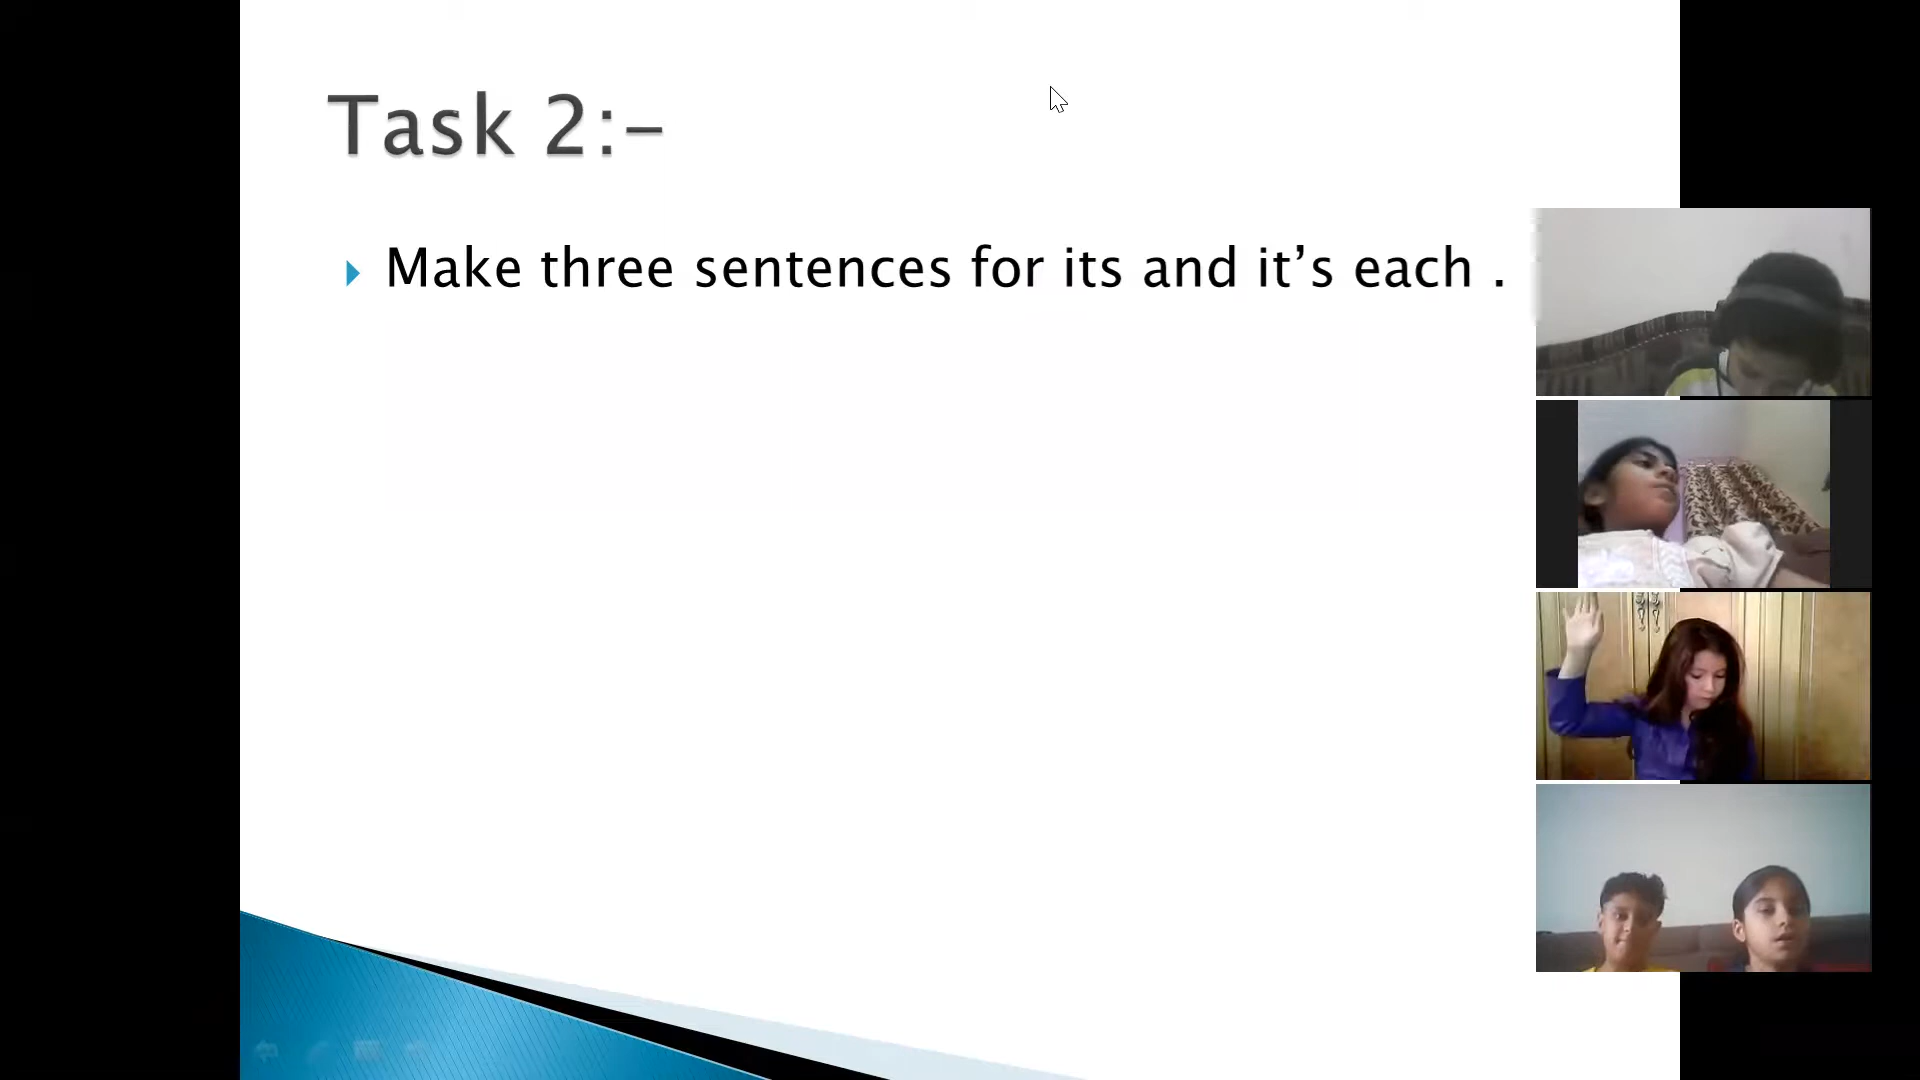 Task 2:-
Make three sentences for its and it’s each .